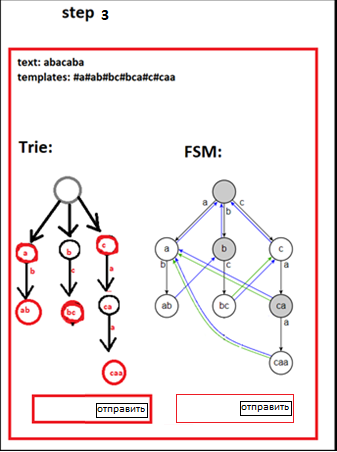 step 3
text: abacaba
templates: #a#ab#bc#bca#c#caa
Trie:
FSM:
a b c
a b c
b c a
ab bc ca
a
caa
a b c
a b c
b c a
ab bc ca
a
caa
отправить
отправить